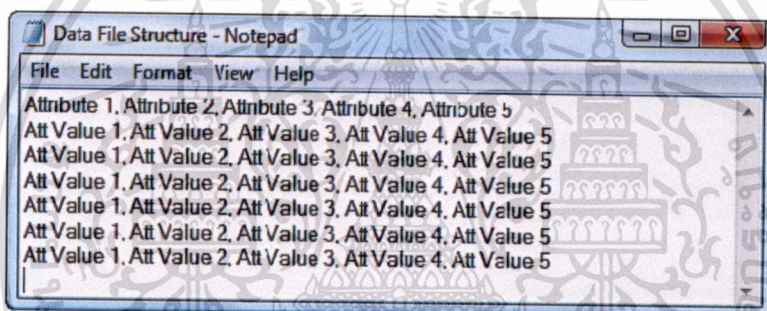 Data File Structure - Notepad
File Edit Format View Help
Attribute 1, Attribute 2, Attribute 3, Attribute 4, Attribute 5
Att Value 1, Att Value 2, Att Value 3, Att Value 4, Att Value 5
Att Value 1, Att Value 2, Att Value 3, Att Value 4, Att Value 5
Att Value 1, Att Value 2, Att Value 3, Att Value 4, Att Value 5
Att Value 1, Att Value 2, Att Value 3, Att Value 4, Att Value 5
Att Value 1, Att Value 2, Att Value 3, Att Value 4, Att Value 5
Att Value 1, Att Value 2, Att Value 3, Att Value 4, Att Value 5